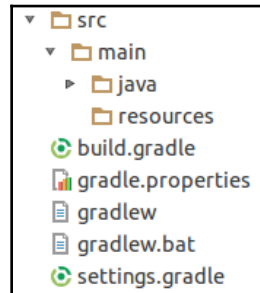 src
main
java
resources
build.gradle
gradle.properties
gradlew
gradlew.bat
settings.gradle